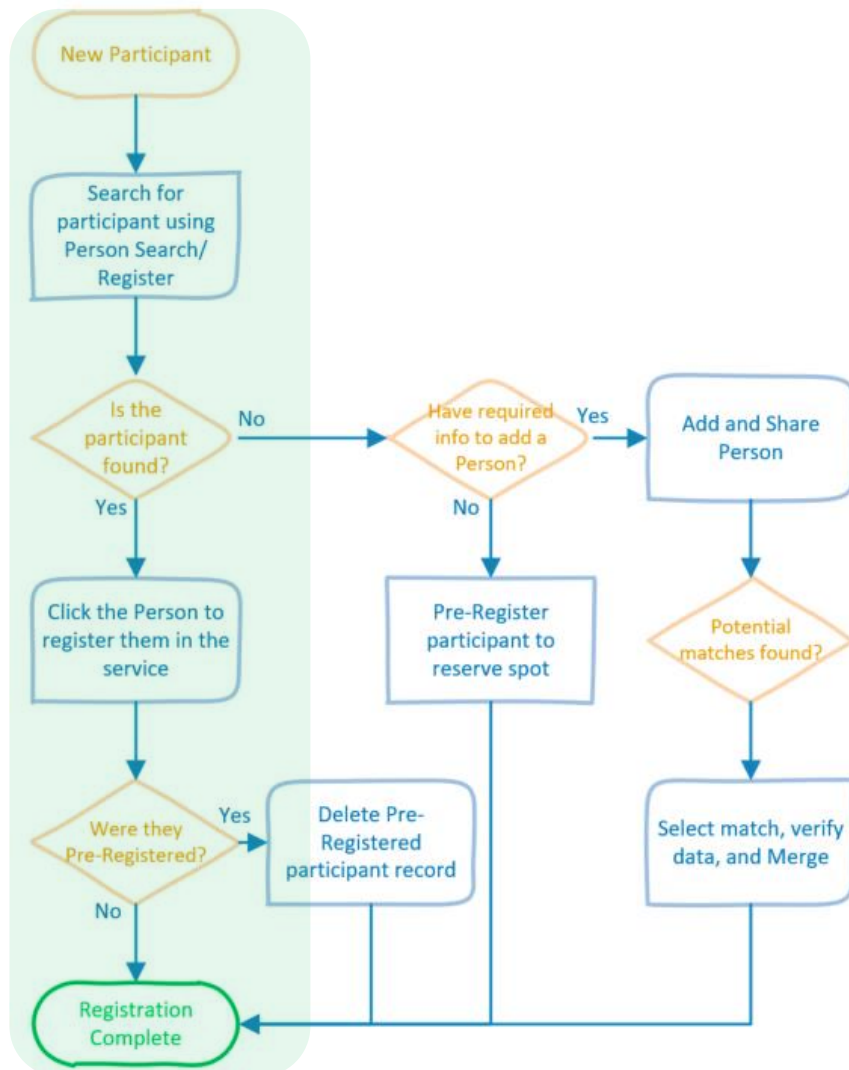 New Participant
Search for
participant using
Person Search/
Register
Is the
participant
found?
No
Have required
info to add a
Person?
Yes
Add and Share
Person
Yes
No
Click the Person to
register them in the
service
Pre-Register
participant to
reserve spot
Potential
matches found?
Were they
Pre-Registered?
Yes
Delete Pre-
Registered
participant record
Select match, verify
data, and Merge
No
Registration
Complete